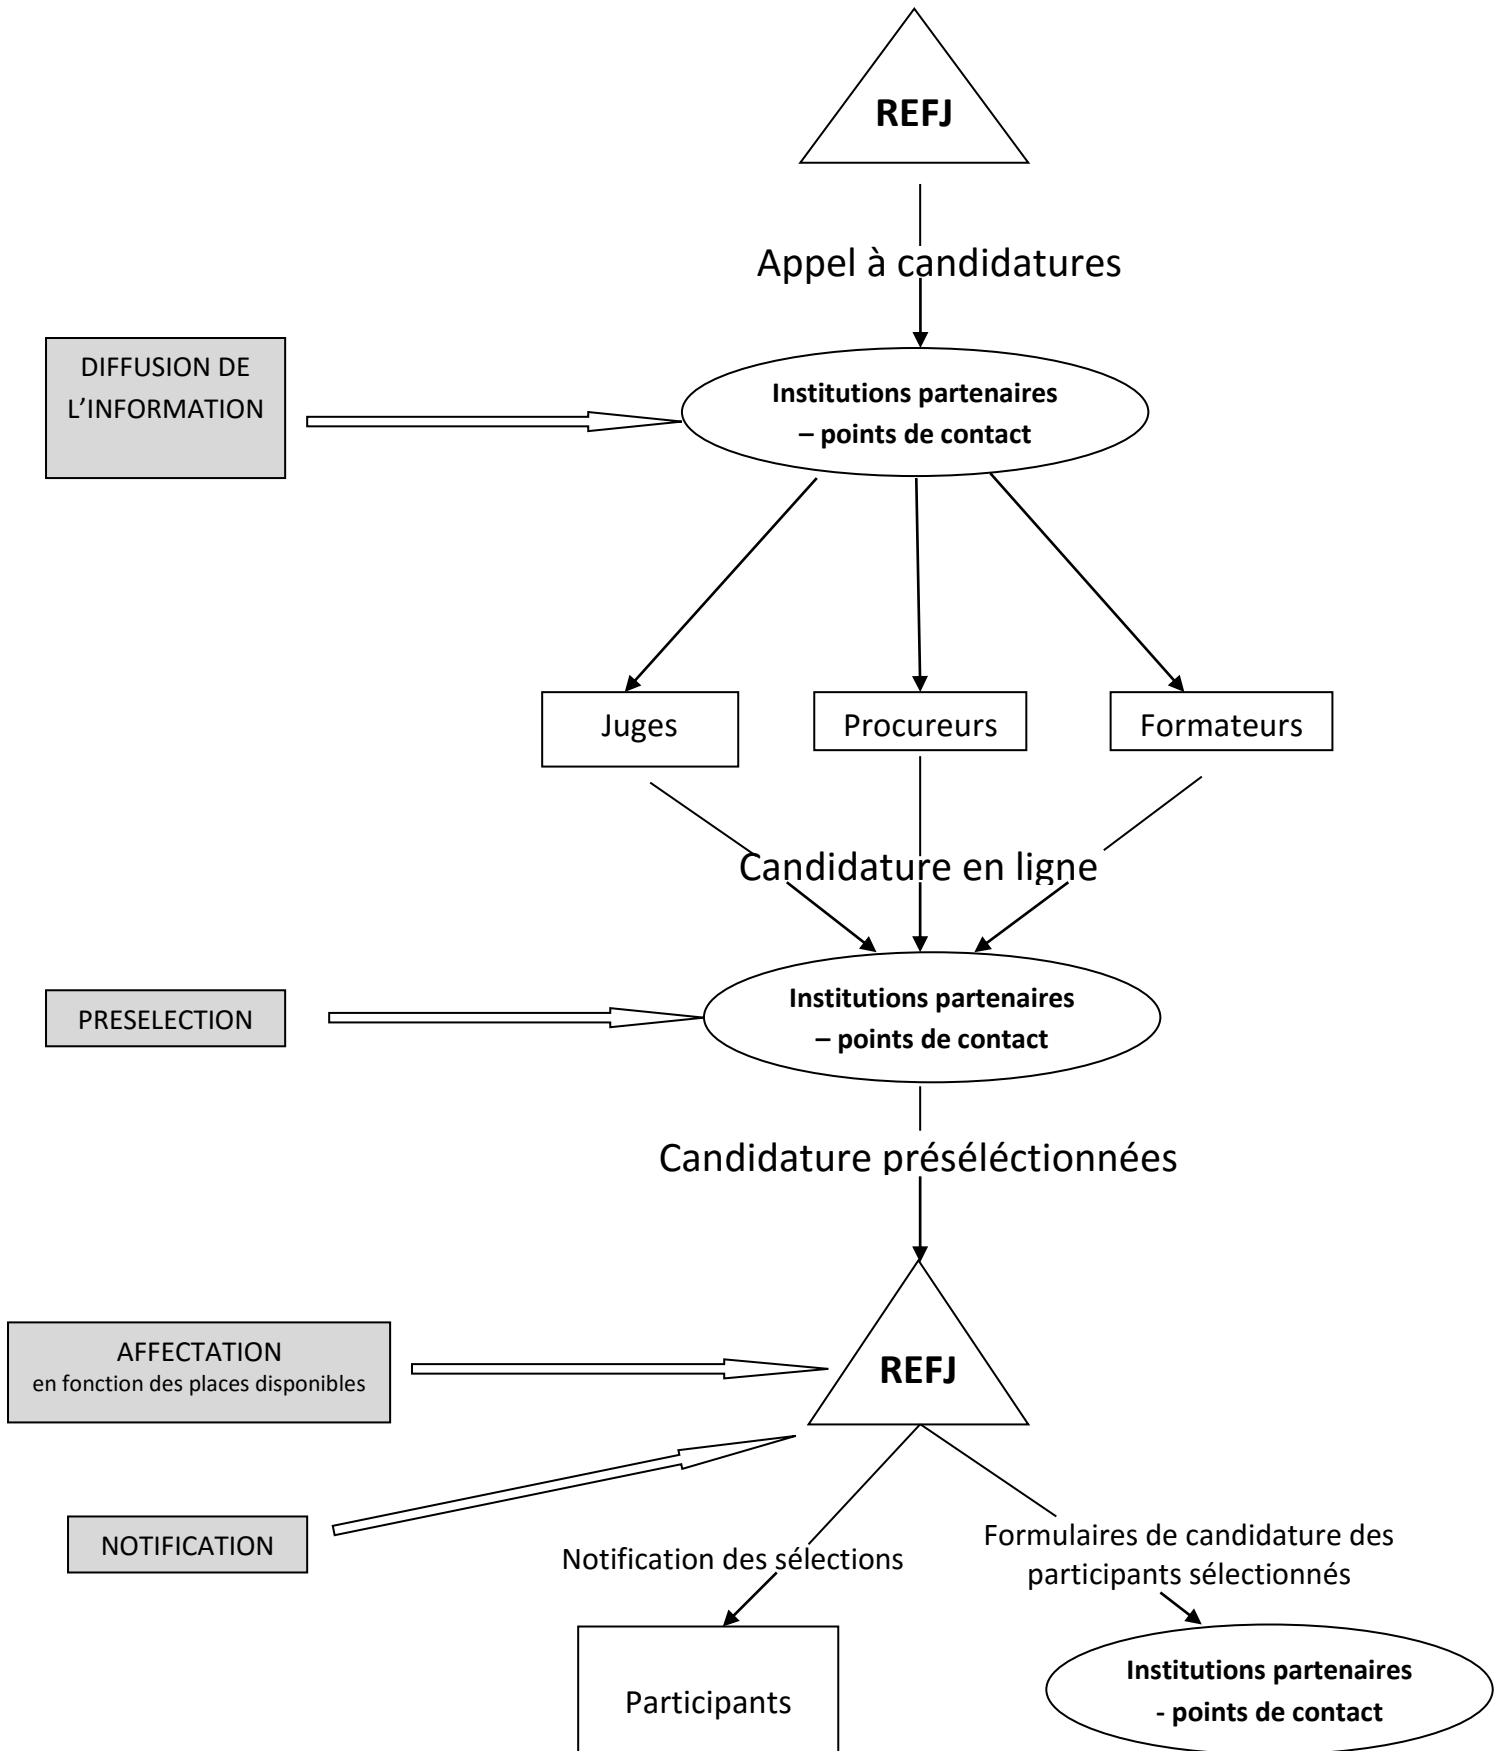 REFJ
Appel à candidatures
DIFFUSION DE
L’INFORMATION
Institutions partenaires
– points de contact
Juges
Procureurs
Formateurs
Candidature en ligne
PRESELECTION
Institutions partenaires
– points de contact
Candidature préséléctionnées
AFFECTATION
en fonction des places disponibles
REFJ
NOTIFICATION
Notification des sélections
Formulaires de candidature des
participants sélectionnés
Participants
Institutions partenaires
- points de contact